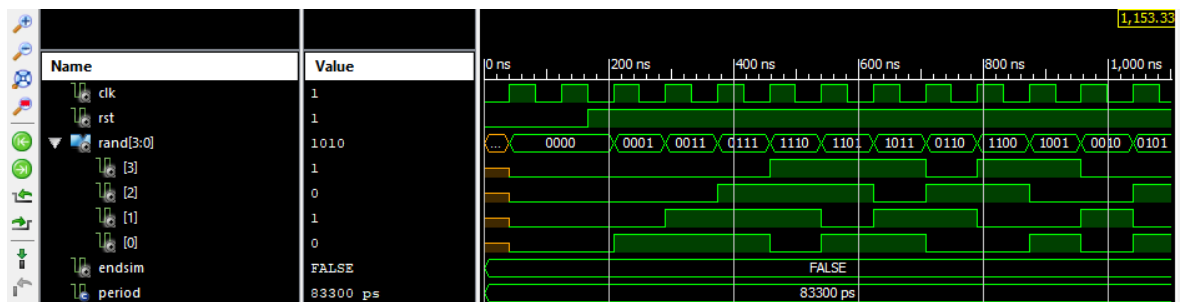 1,153.33
Name Value 0 ns 200 ns 400 ns 600 ns 800 ns 1,000 ns
clk 1
rst 1
rand[3:0] 1010 ... 0000 0001 0011 0111 1110 1101 1011 0110 1100 1001 0010 0101
[3] 1
[2] 0
[1] 1
[0] 0
endsim FALSE FALSE
period 83300 ps 83300 ps